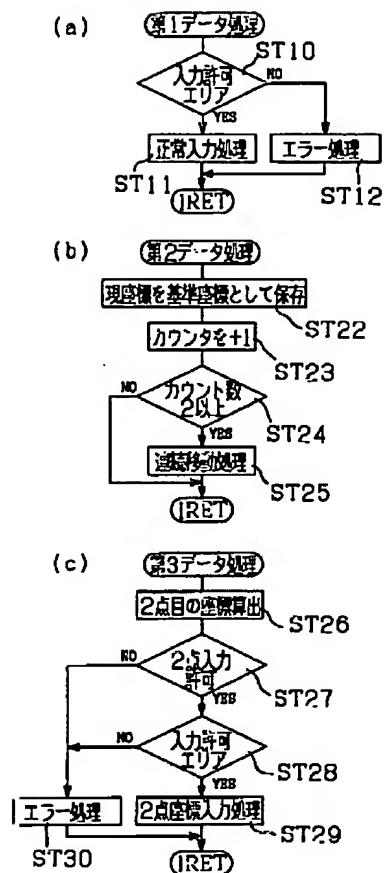 (a)
第1データ処理
ST10
入力許可
エリア
NO
YES
正常入力処理
エラー処理
ST11
ST12
RET
(b)
第2データ処理
現座標を基準座標として保存
ST22
カウンタを+1
ST23
NO
カウント数
2以上
ST24
YES
連続移動処理
ST25
RET
(c)
第3データ処理
2点目の座標算出
ST26
NO
2点入力
許可
ST27
YES
NO
入力許可
エリア
ST28
YES
エラー処理
2点座標入力処理
ST30
ST29
RET